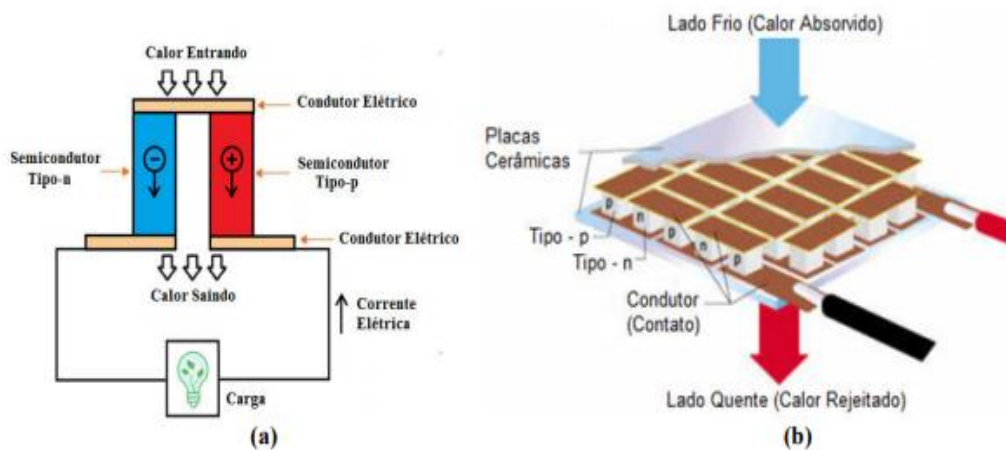 Calor Entrando
Condutor Elétrico
Semicondutor
Tipo-n
−
+
Semicondutor
Tipo-p
Condutor Elétrico
Calor Saindo
Corrente
Elétrica
Carga
(a)
Lado Frio (Calor Absorvido)
Placas
Cerâmicas
p
n
p
n
p
Tipo - p
Tipo - n
Condutor
(Contato)
Lado Quente (Calor Rejeitado)
(b)